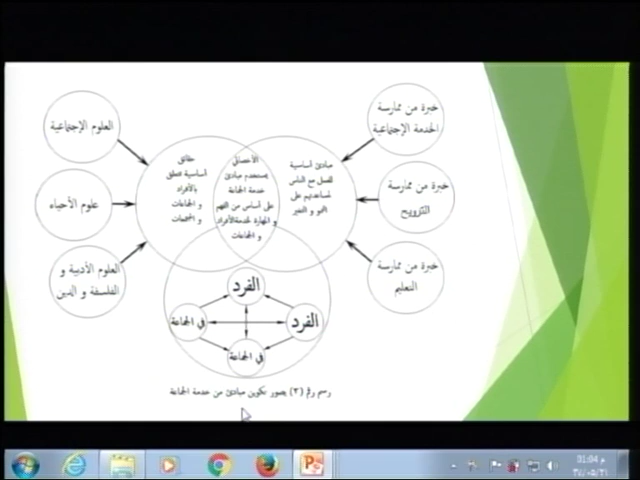 خبرة من ممارسة
الخدمة الإجتماعية
خبرة من ممارسة
الترويح
خبرة من ممارسة
التعليم
مبادئ أساسية
للعمل مع الناس
لمساعدتهم على
النمو و التغير
الأخصائي
يستخدم مبادئ
خدمة الجماعة
على أساس من الفهم
و المهارة لخدمة الأفراد
و الجماعات
حقائق
أساسية تتعلق
بالأفراد
و الجماعات
و المجتمعات
العلوم الإجتماعية
علوم الأحياء
العلوم الأدبية و
الفلسفة و الدين
الفرد
الفرد
في الجماعة
في الجماعة
رسم رقم (٣) يصور تكوين مبادئ من خدمة الجماعة
01:04 م